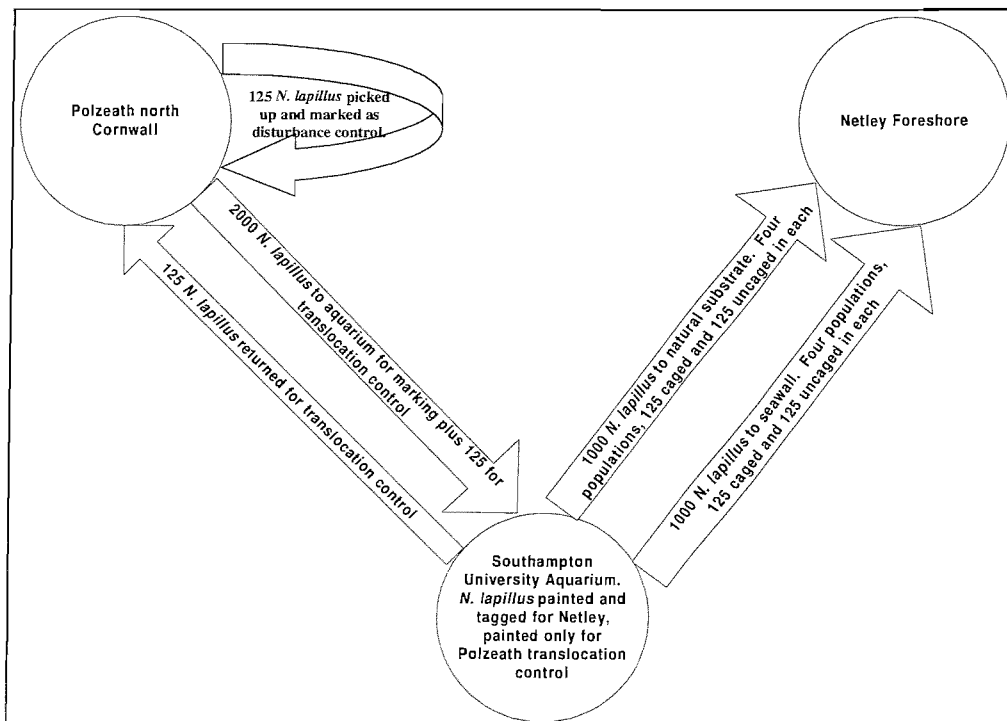 Polzeath north
Cornwall
125 N. lapillus picked
up and marked as
disturbance control.
Netley Foreshore
2000 N. lapillus to aquarium for marking plus 125 for
translocation control
125 N. lapillus returned for translocation control
1000 N. lapillus to natural substrate. Four
populations, 125 caged and 125 uncaged in each
1000 N. lapillus to seawall. Four populations,
125 caged and 125 uncaged in each
Southampton
University Aquarium.
N. lapillus painted and
tagged for Netley,
painted only for
Polzeath translocation
control